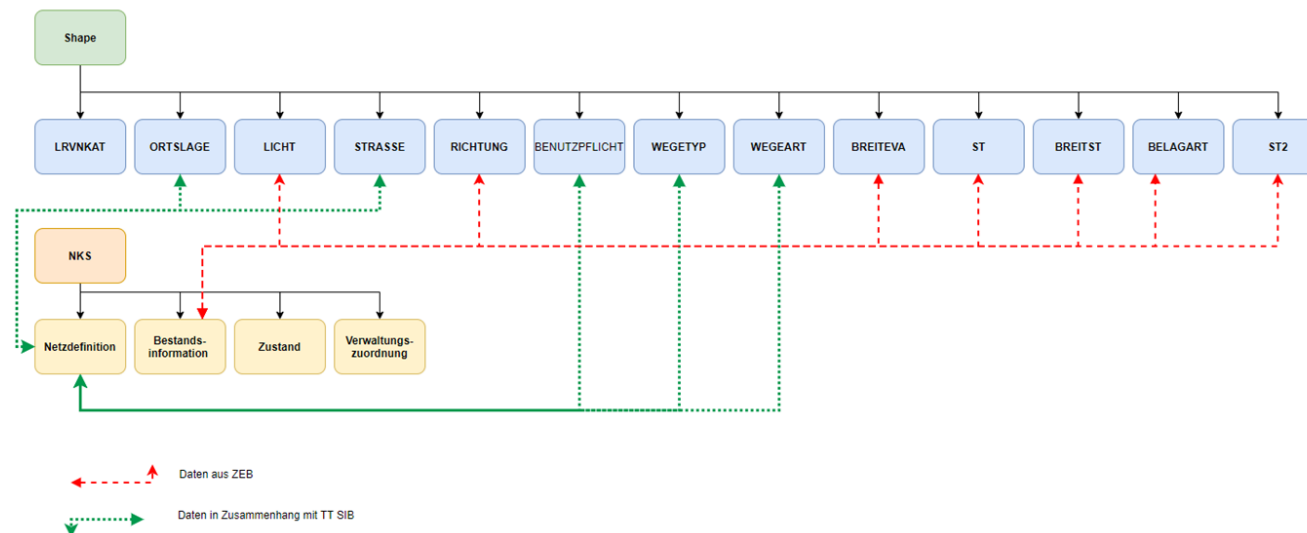 Shape
LRVNKAT
ORTSLAGE
LICHT
STRASSE
RICHTUNG
BENUTZPFLICHT
WEGETYP
WEGEART
BREITEVA
ST
BREITST
BELAGART
ST2
NKS
Netzdefinition
Bestands-
information
Zustand
Verwaltungs-
zuordnung
Daten aus ZEB
Daten in Zusammenhang mit TT SIB